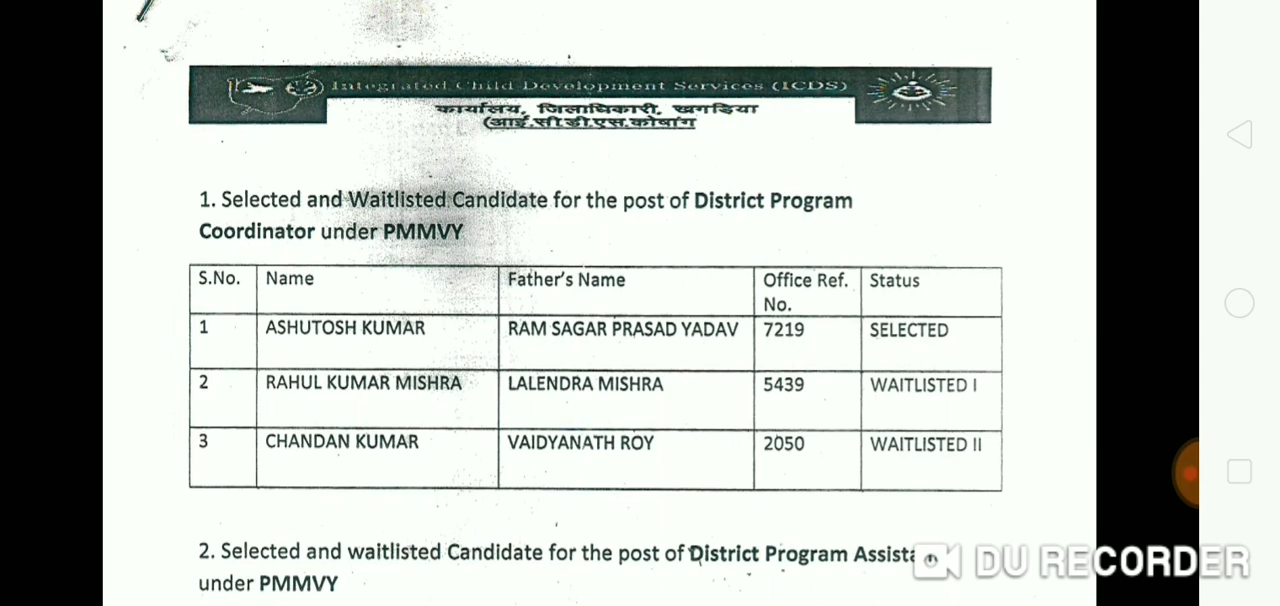 Integrated Child Development Services (ICDS)
कार्यालय, जिलाधिकारी, खगड़िया
(आई.सी.डी.एस.कोषांग
1. Selected and Waitlisted Candidate for the post of District Program
Coordinator under PMMVY
S.No. Name Father's Name Office Ref. No. Status
1 ASHUTOSH KUMAR RAM SAGAR PRASAD YADAV 7219 SELECTED
2 RAHUL KUMAR MISHRA LALENDRA MISHRA 5439 WAITLISTED I
3 CHANDAN KUMAR VAIDYANATH ROY 2050 WAITLISTED II
2. Selected and waitlisted Candidate for the post of District Program
under PMMVY
DU RECORDER